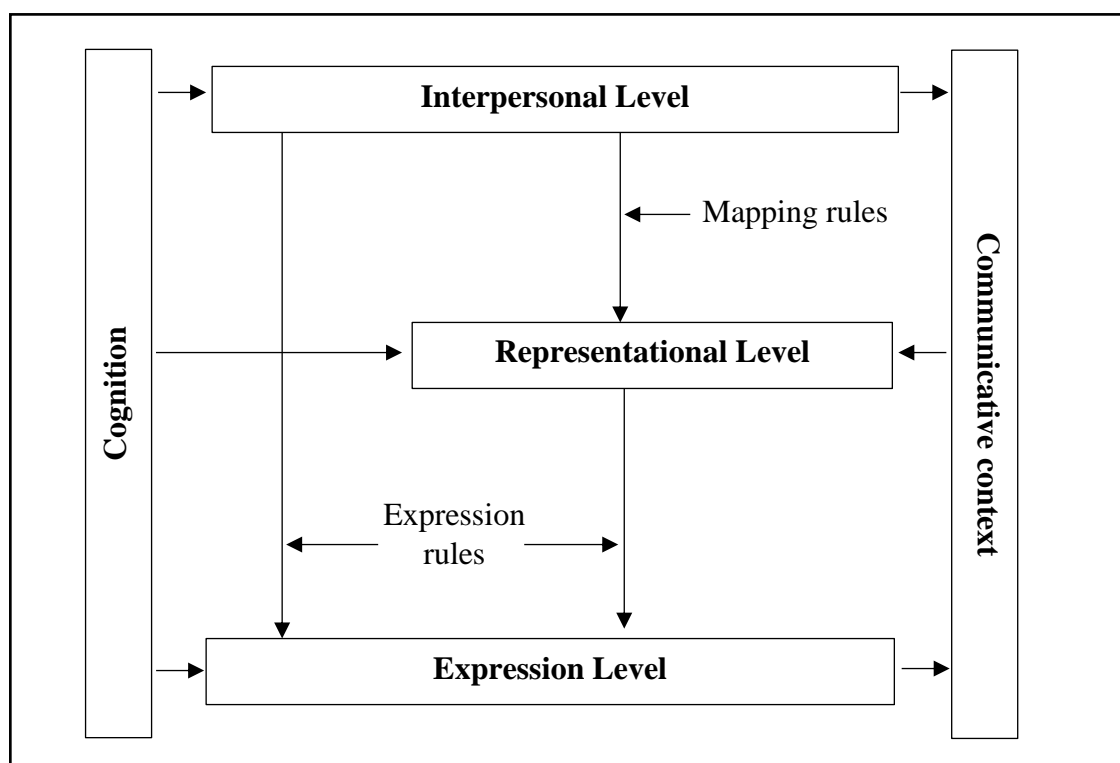 Interpersonal Level
Mapping rules
Cognition
Representational Level
Communicative context
Expression
rules
Expression Level